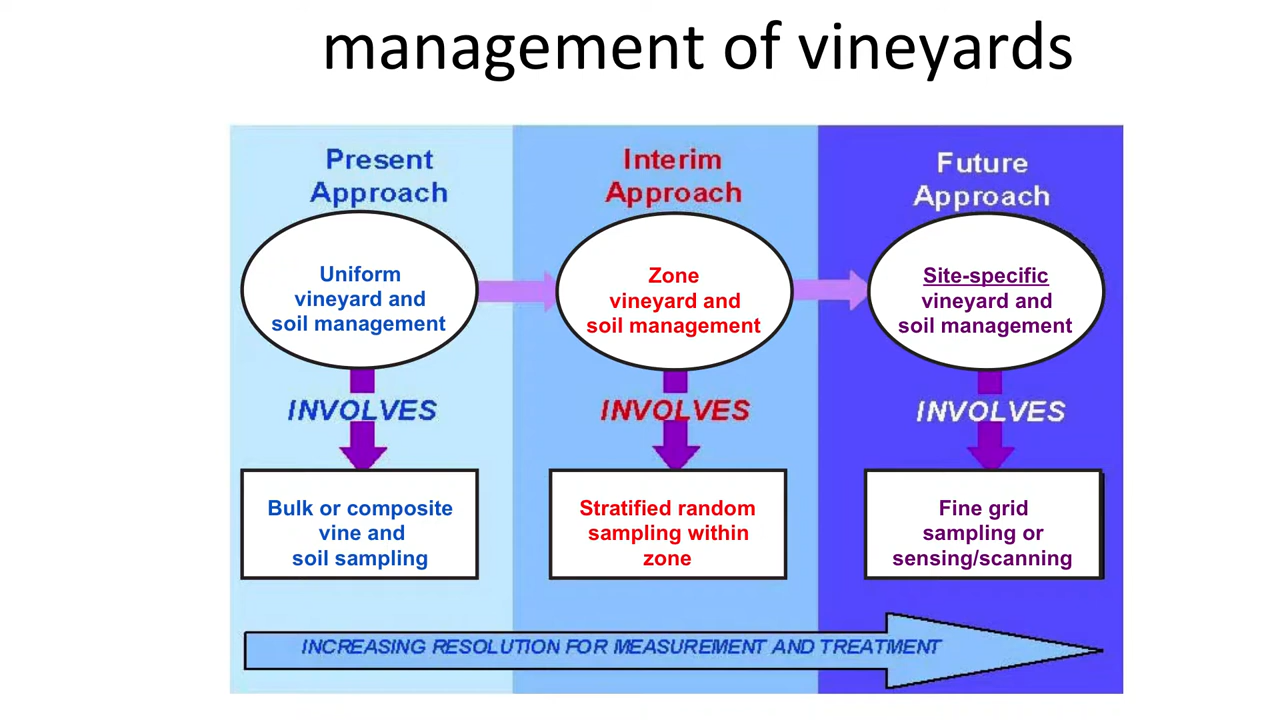 management of vineyards
Present
Approach
Uniform
vineyard and
soil management
INVOLVES
Bulk or composite
vine and
soil sampling
Interim
Approach
Zone
vineyard and
soil management
INVOLVES
Stratified random
sampling within
zone
Future
Approach
Site-specific
vineyard and
soil management
INVOLVES
Fine grid
sampling or
sensing/scanning
INCREASING RESOLUTION FOR MEASUREMENT AND TREATMENT